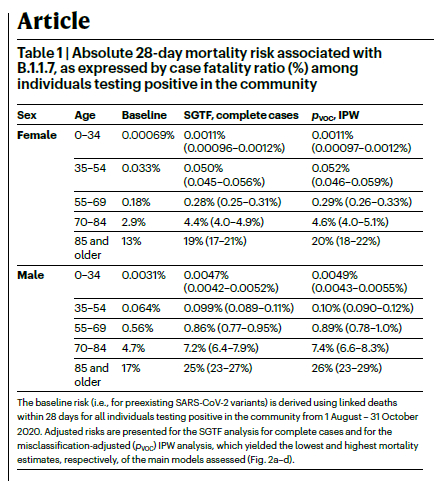 Article
Table 1 | Absolute 28-day mortality risk associated with
B.1.1.7, as expressed by case fatality ratio (%) among
individuals testing positive in the community
Sex Age Baseline SGTF, complete cases pVOC, IPW
Female 0–34 0.00069% 0.0011% 0.0011%
(0.00096–0.0012%) (0.00097–0.0012%)
35–54 0.033% 0.050% 0.052%
(0.045–0.056%) (0.046–0.059%)
55–69 0.18% 0.28% (0.25–0.31%) 0.29% (0.26–0.33%)
70–84 2.9% 4.4% (4.0–4.9%) 4.6% (4.0–5.1%)
85 and 13% 19% (17–21%) 20% (18–22%)
older
Male 0–34 0.0031% 0.0047% 0.0049%
(0.0042–0.0052%) (0.0043–0.0055%)
35–54 0.064% 0.099% (0.089–0.11%) 0.10% (0.090–0.12%)
55–69 0.56% 0.86% (0.77–0.95%) 0.89% (0.78–1.0%)
70–84 4.7% 7.2% (6.4–7.9%) 7.4% (6.6–8.3%)
85 and 17% 25% (23–27%) 26% (23–29%)
older
The baseline risk (i.e., for preexisting SARS-CoV-2 variants) is derived using linked deaths
within 28 days for all individuals testing positive in the community from 1 August – 31 October
2020. Adjusted risks are presented for the SGTF analysis for complete cases and for the
misclassification-adjusted (pVOC) IPW analysis, which yielded the lowest and highest mortality
estimates, respectively, of the main models assessed (Fig. 2a–d).